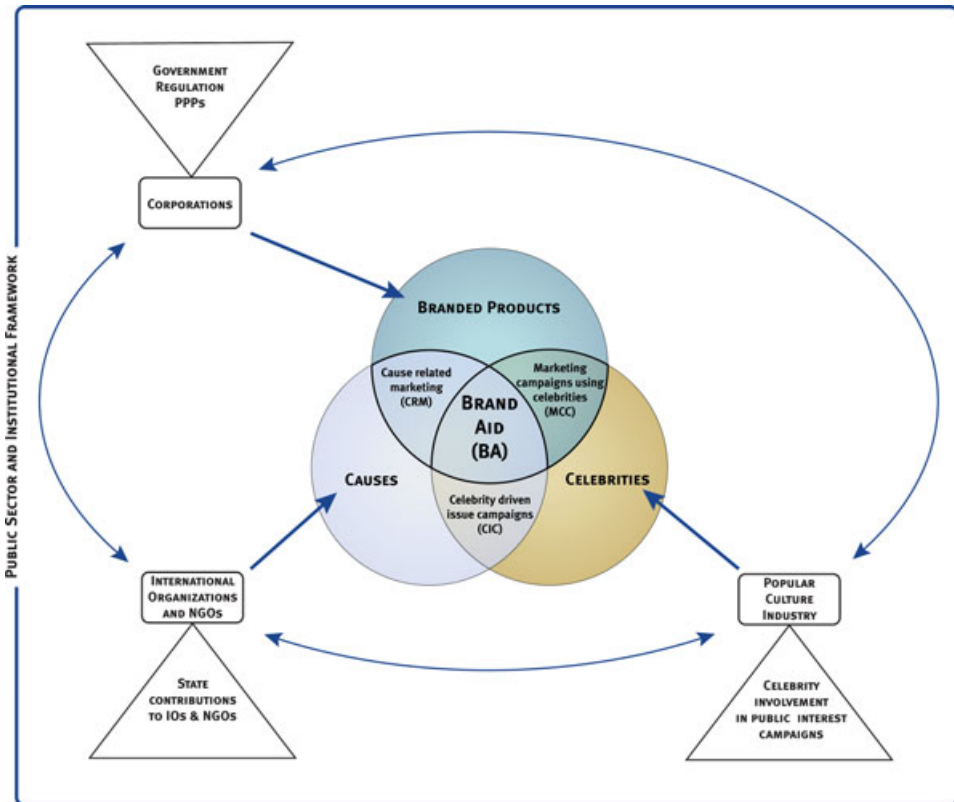 Public Sector and Institutional Framework
Government
Regulation
PPPs
Corporations
Branded Products
Cause related
marketing
(CRM)
Marketing
campaigns using
celebrities
(MCC)
Brand
Aid
(BA)
Causes
Celebrities
Celebrity driven
issue campaigns
(CIC)
International
Organizations
and NGOs
Popular
Culture
Industry
State
contributions
to IOs & NGOs
Celebrity
involvement
in public interest
campaigns